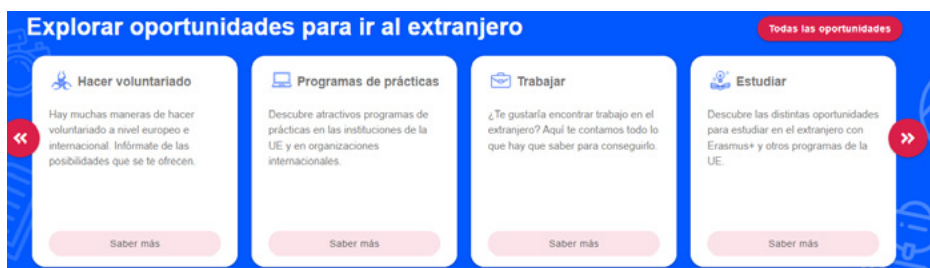 Explorar oportunidades para ir al extranjero
Todas las oportunidades
Hacer voluntariado
Hay muchas maneras de hacer
voluntariado a nivel europeo e
internacional. Infórmate de las
posibilidades que se te ofrecen.
Saber más
Programas de prácticas
Descubre atractivos programas de
prácticas en las instituciones de la
UE y en organizaciones
internacionales.
Saber más
Trabajar
¿Te gustaría encontrar trabajo en el
extranjero? Aquí te contamos todo lo
que hay que saber para conseguirlo.
Saber más
Estudiar
Descubre las distintas oportunidades
para estudiar en el extranjero con
Erasmus+ y otros programas de la
UE.
Saber más